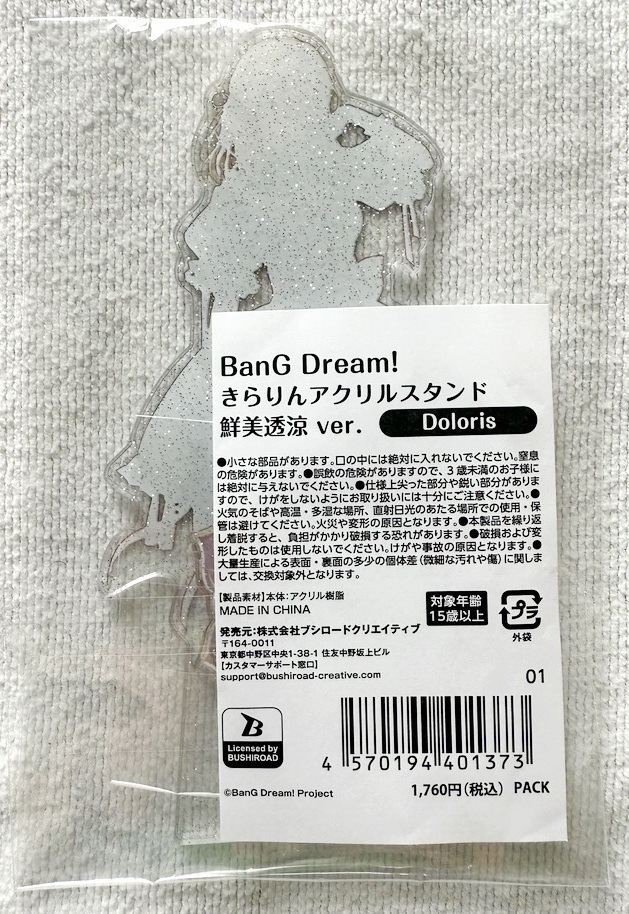 BanG Dream!
きらりんアクリルスタンド
鮮美透涼 ver. Doloris
●小さな部品があります。口の中には絶対に入れないでください。窒息
の危険があります。●誤飲の危険がありますので、3歳未満のお子様に
は絶対に与えないでください。●仕様上尖った部分や鋭い部分があります
ので、けがをしないようにお取り扱いには十分にご注意ください。●
火気のそばや高温・多湿な場所、直射日光のあたる場所での使用・保
管は避けてください。火災や変形の原因となります。●本製品を繰り返
し着脱すると、負担がかかり破損する恐れがあります。●破損および変
形したものは使用しないでください。けがや事故の原因となります。●
大量生産による表面・裏面の多少の個体差（微細な汚れや傷）に関しま
しては、交換対象外となります。
【製品素材】本体：アクリル樹脂
MADE IN CHINA
対象年齢
15歳以上
プラ
外袋
発売元：株式会社ブシロードクリエイティブ
〒164-0011
東京都中野区中央1-38-1 住友中野坂上ビル
【カスタマーサポート窓口】
support@bushiroad-creative.com
01
B
Licensed by
BUSHIROAD
4 570194 401373
©BanG Dream! Project
1,760円（税込） PACK